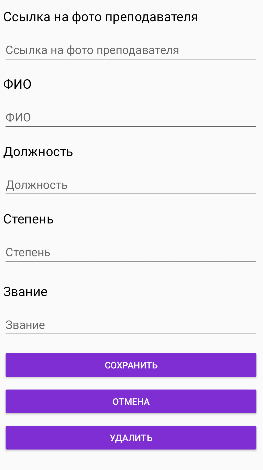 Ссылка на фото преподавателя
Ссылка на фото преподавателя
ФИО
ФИО
Должность
Должность
Степень
Степень
Звание
Звание
СОХРАНИТЬ
ОТМЕНА
УДАЛИТЬ